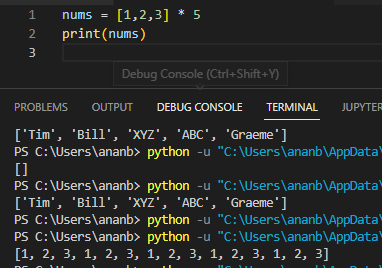 1 nums = [1,2,3] * 5
2 print(nums)
3
Debug Console (Ctrl+Shift+Y)
PROBLEMS OUTPUT DEBUG CONSOLE TERMINAL JUPYTER
['Tim', 'Bill', 'XYZ', 'ABC', 'Graeme']
PS C:\Users\ananb> python -u "C:\Users\ananb\AppData\
[]
PS C:\Users\ananb> python -u "C:\Users\ananb\AppData\
['Tim', 'Bill', 'XYZ', 'ABC', 'Graeme']
PS C:\Users\ananb> python -u "C:\Users\ananb\AppData\
PS C:\Users\ananb> python -u "C:\Users\ananb\AppData\
[1, 2, 3, 1, 2, 3, 1, 2, 3, 1, 2, 3, 1, 2, 3]